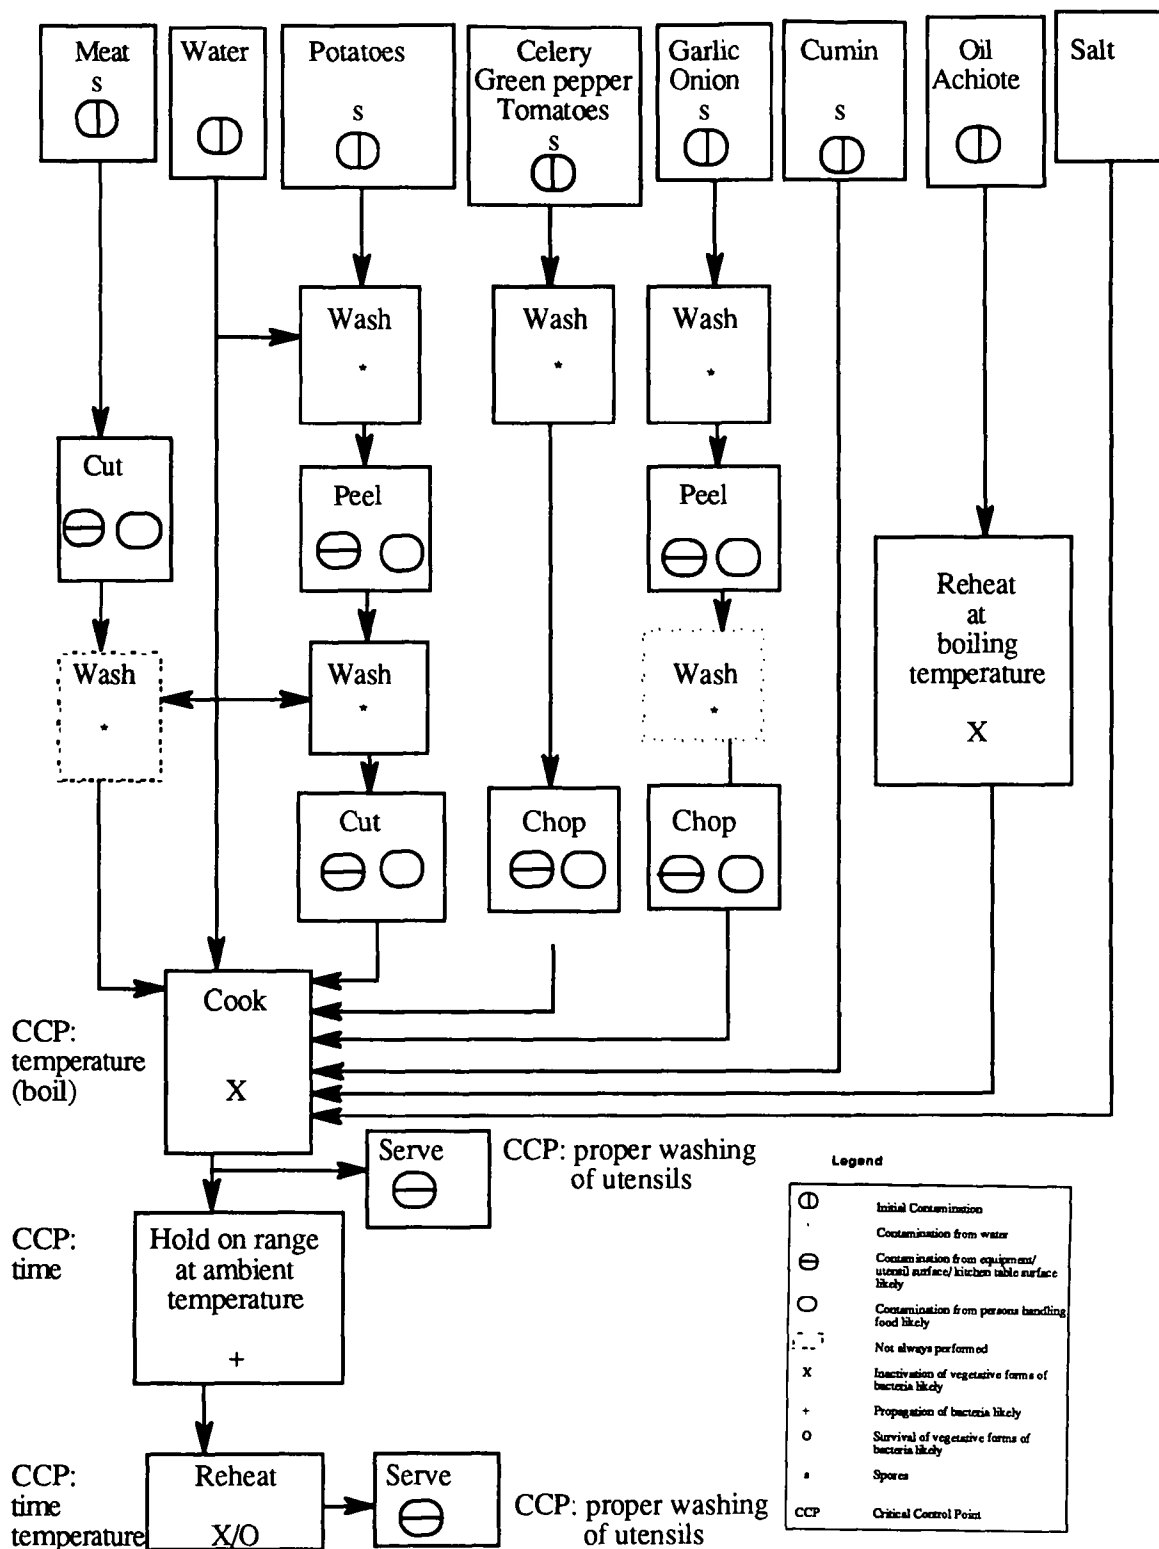 Meat
s
Water
Potatoes
s
Celery
Green pepper
Tomatoes
s
Garlic
Onion
s
Cumin
s
Oil
Achiote
Salt
Wash
*
Wash
*
Wash
*
Cut
Peel
Peel
Reheat
at
boiling
temperature
X
Wash
*
Wash
*
Wash
*
Cut
Chop
Chop
Cook
X
CCP:
temperature
(boil)
Serve
CCP: proper washing
of utensils
CCP:
time
Hold on range
at ambient
temperature
+
CCP:
time
temperature
Reheat
X/O
Serve
CCP: proper washing
of utensils
Legend
Initial Contamination
Contamination from water
Contamination from equipment/
utensil surface/ kitchen table surface
likely
Contamination from persons handling
food likely
Not always performed
X Inactivation of vegetative forms of
bacteria likely
+ Propagation of bacteria likely
O Survival of vegetative forms of
bacteria likely
s Spores
CCP Critical Control Point